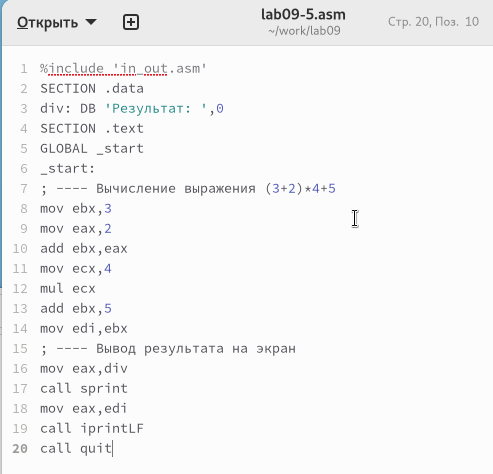 Открыть
lab09-5.asm
~/work/lab09
Стр. 20, Поз. 10
1 %include 'in_out.asm'
2 SECTION .data
3 div: DB 'Результат: ',0
4 SECTION .text
5 GLOBAL _start
6 _start:
7 ; ---- Вычисление выражения (3+2)*4+5
8 mov ebx,3
9 mov eax,2
10 add ebx,eax
11 mov ecx,4
12 mul ecx
13 add ebx,5
14 mov edi,ebx
15 ; ---- Вывод результата на экран
16 mov eax,div
17 call sprint
18 mov eax,edi
19 call iprintLF
20 call quit